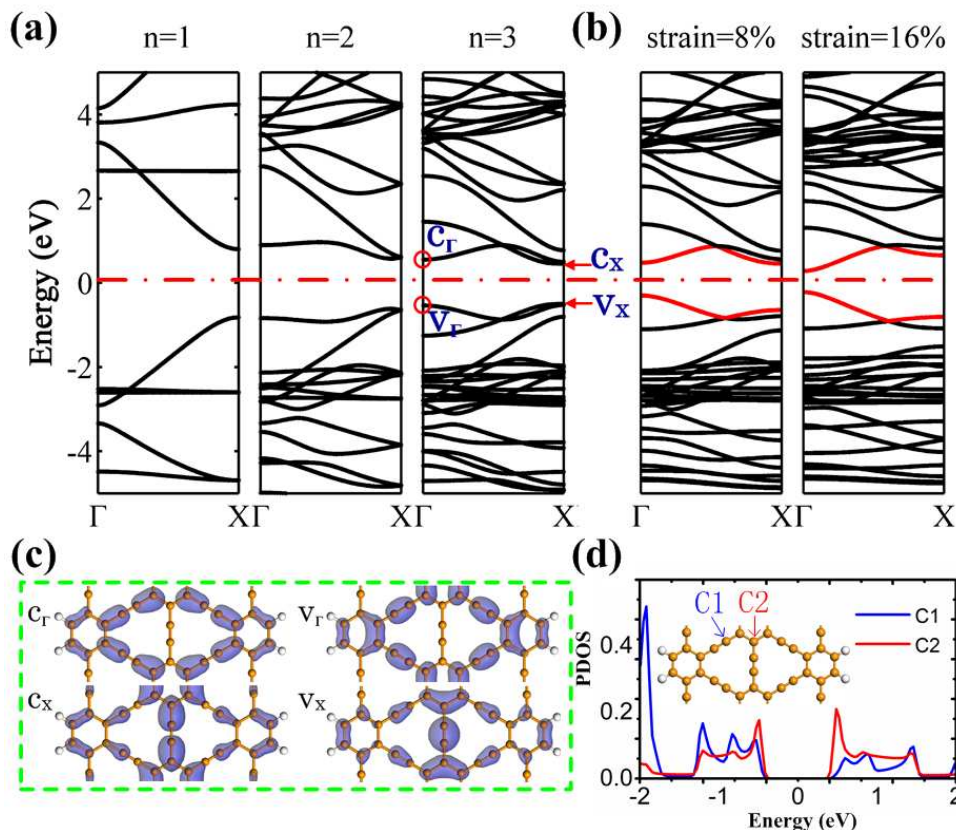 (a)
n=1
n=2
n=3
(b)
strain=8%
strain=16%
Energy (eV)
4
2
0
-2
-4
CΓ
CX
VX
VΓ
Γ
XΓ
XΓ
X
Γ
XΓ
X
(c)
CΓ
VΓ
CX
VX
(d)
C1
C2
C1
C2
PDOS
0.4
0.2
0.0
-2
-1
0
1
2
Energy (eV)